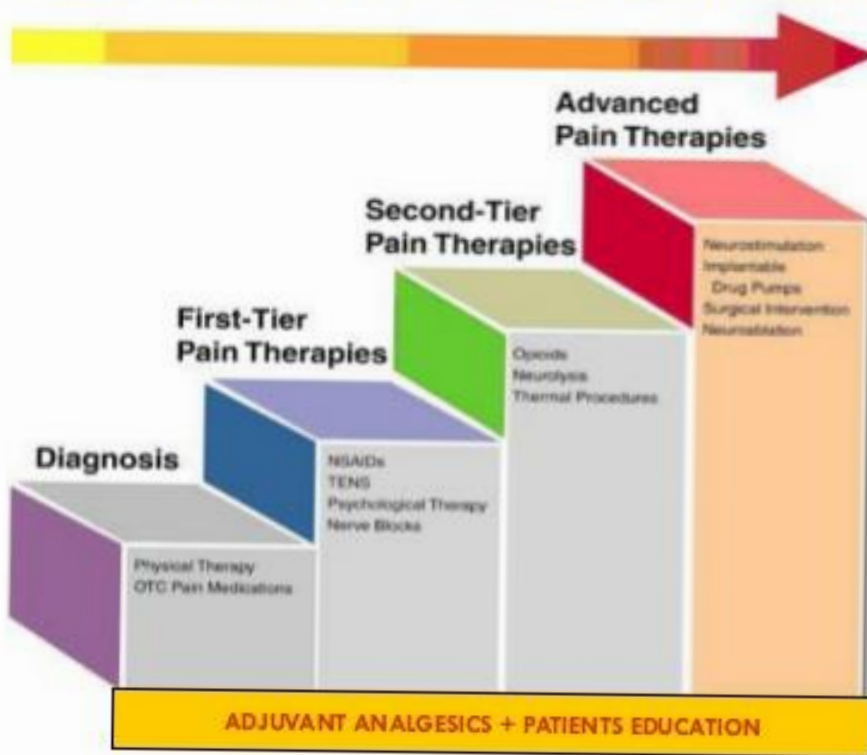 Advanced
Pain Therapies
Neurostimulation
Implantable
Drug Pumps
Surgical Intervention
Neuroablation
Second-Tier
Pain Therapies
Opioids
Neurolysis
Thermal Procedures
First-Tier
Pain Therapies
NSAIDs
TENS
Psychological Therapy
Nerve Blocks
Diagnosis
Physical Therapy
OTC Pain Medications
ADJUVANT ANALGESICS + PATIENTS EDUCATION